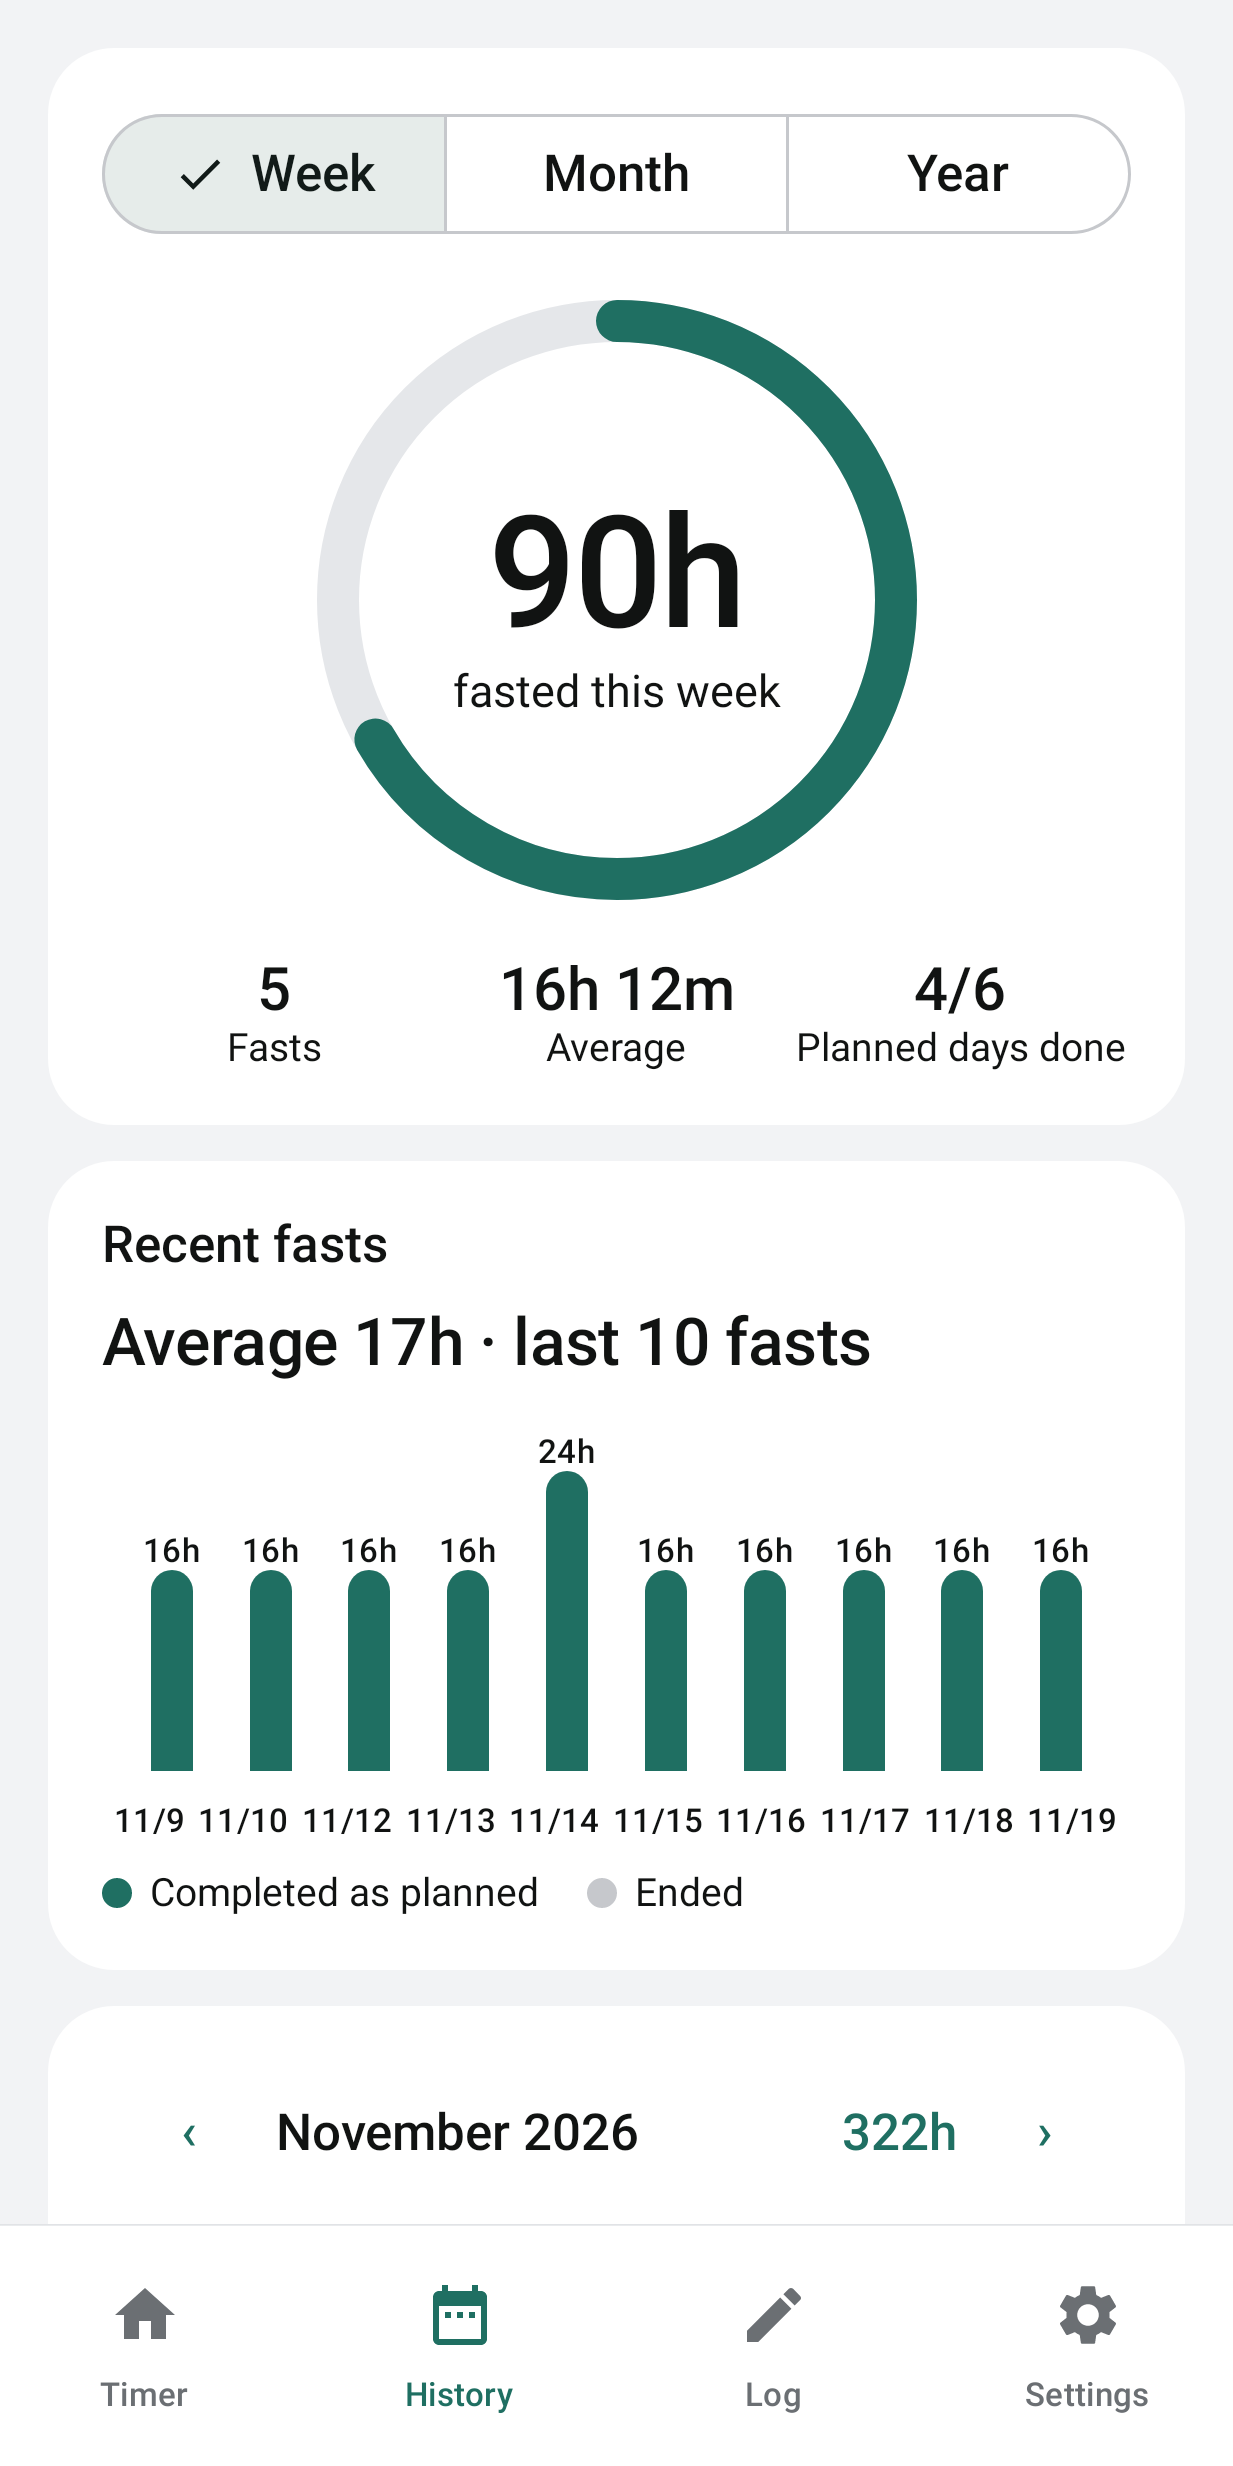 Week Month Year
90h
fasted this week
5 16h 12m 4/6
Fasts Average Planned days done
Recent fasts
Average 17h · last 10 fasts
24h
16h 16h 16h 16h 16h 16h 16h 16h 16h
11/9 11/10 11/12 11/13 11/14 11/15 11/16 11/17 11/18 11/19
Completed as planned Ended
‹ November 2026 322h ›
Timer History Log Settings